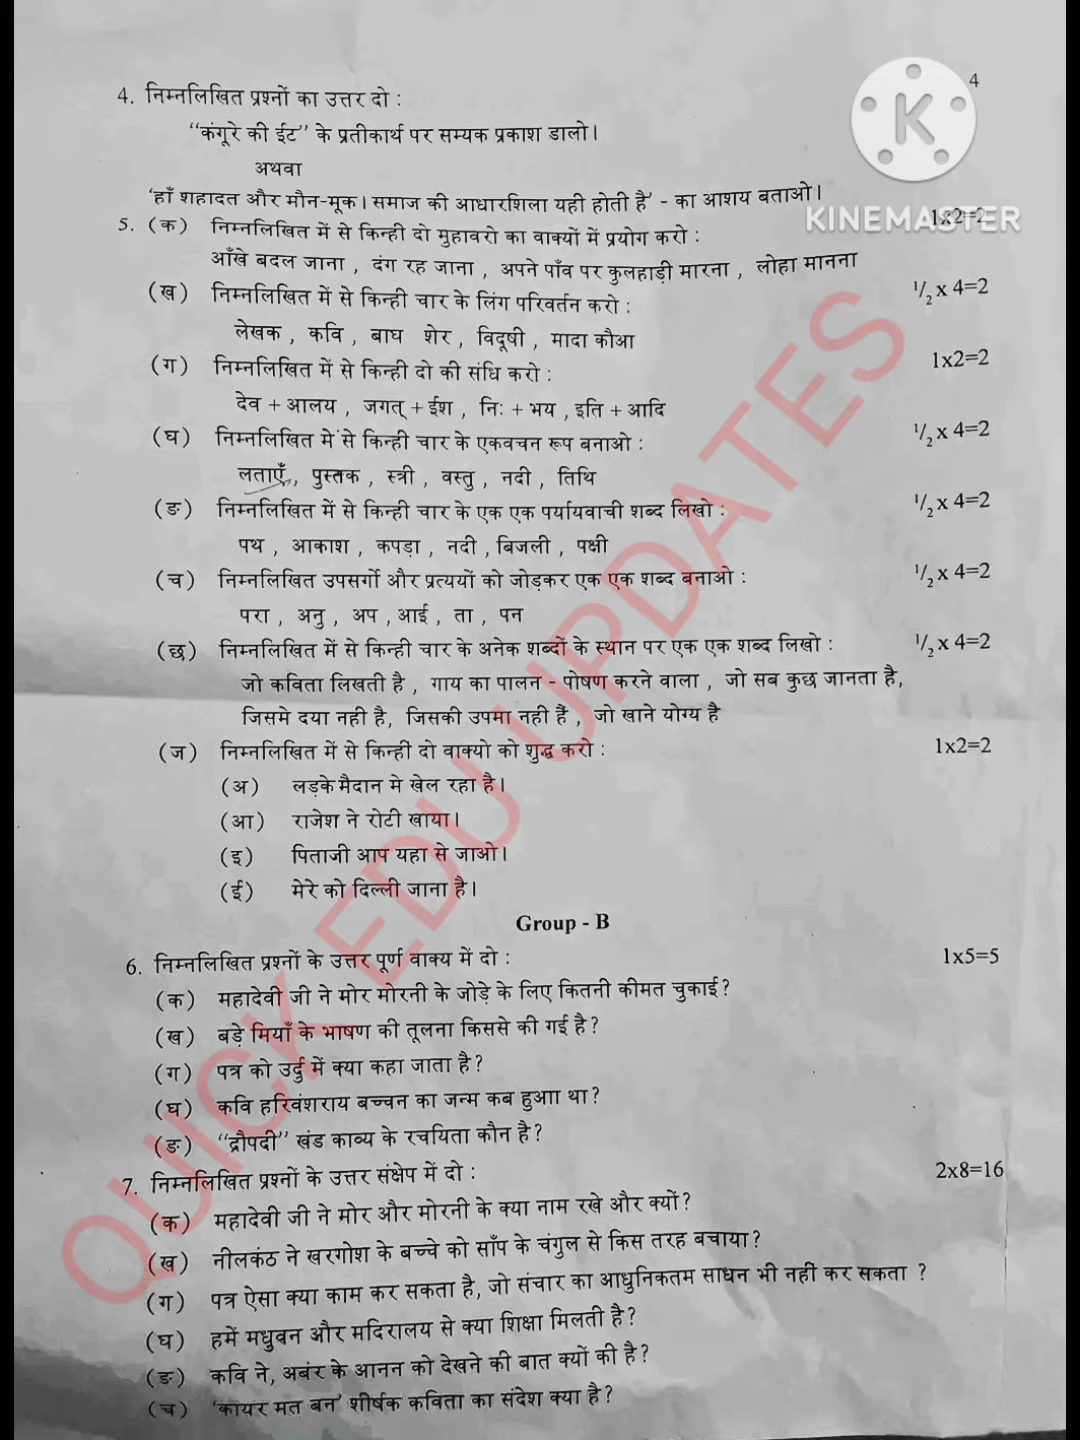 4
4. निम्नलिखित प्रश्नों का उत्तर दो :
"कंगूरे की ईट" के प्रतीकार्थ पर सम्यक प्रकाश डालो।
अथवा
'हाँ शहादत और मौन-मूक। समाज की आधारशिला यही होती है' - का आशय बताओ।
KINEMASTER
5. (क) निम्नलिखित में से किन्ही दो मुहावरो का वाक्यों में प्रयोग करो : 1x2=2
आँखे बदल जाना , दंग रह जाना , अपने पाँव पर कुलहाड़ी मारना , लोहा मानना
(ख) निम्नलिखित में से किन्ही चार के लिंग परिवर्तन करो : 1/2 x 4=2
लेखक , कवि , बाघ शेर , विदूषी , मादा कौआ
(ग) निम्नलिखित में से किन्ही दो की संधि करो : 1x2=2
देव + आलय , जगत् + ईश , निः + भय , इति + आदि
(घ) निम्नलिखित में से किन्ही चार के एकवचन रूप बनाओ : 1/2 x 4=2
लताएँ , पुस्तक , स्त्री , वस्तु , नदी , तिथि
(ङ) निम्नलिखित में से किन्ही चार के एक एक पर्यायवाची शब्द लिखो : 1/2 x 4=2
पथ , आकाश , कपड़ा , नदी , बिजली , पक्षी
(च) निम्नलिखित उपसर्गो और प्रत्ययों को जोड़कर एक एक शब्द बनाओ : 1/2 x 4=2
परा , अनु , अप , आई , ता , पन
(छ) निम्नलिखित में से किन्ही चार के अनेक शब्दों के स्थान पर एक एक शब्द लिखो : 1/2 x 4=2
जो कविता लिखती है , गाय का पालन - पोषण करने वाला , जो सब कुछ जानता है,
जिसमे दया नही है, जिसकी उपमा नही हैं , जो खाने योग्य है
(ज) निम्नलिखित में से किन्ही दो वाक्यो को शुद्ध करो : 1x2=2
(अ) लड़के मैदान मे खेल रहा है।
(आ) राजेश ने रोटी खाया।
(इ) पिताजी आप यहा से जाओ।
(ई) मेरे को दिल्ली जाना है।
Group - B
6. निम्नलिखित प्रश्नों के उत्तर पूर्ण वाक्य में दो : 1x5=5
(क) महादेवी जी ने मोर मोरनी के जोड़े के लिए कितनी कीमत चुकाई?
(ख) बड़े मियाँ के भाषण की तूलना किससे की गई है?
(ग) पत्र को उर्दु में क्या कहा जाता है?
(घ) कवि हरिवंशराय बच्चन का जन्म कब हुआा था?
(ङ) "द्रौपदी" खंड काव्य के रचयिता कौन है?
7. निम्नलिखित प्रश्नों के उत्तर संक्षेप में दो : 2x8=16
(क) महादेवी जी ने मोर और मोरनी के क्या नाम रखे और क्यों?
(ख) नीलकंठ ने खरगोश के बच्चे को साँप के चंगुल से किस तरह बचाया?
(ग) पत्र ऐसा क्या काम कर सकता है, जो संचार का आधुनिकतम साधन भी नहीं कर सकता ?
(घ) हमें मधुबन और मदिरालय से क्या शिक्षा मिलती है?
(ङ) कवि ने, अबंर के आनन को देखने की बात क्यों की है?
(च) 'कायर मत बन' शीर्षक कविता का संदेश क्या है?
QUICK EDU UPDATES